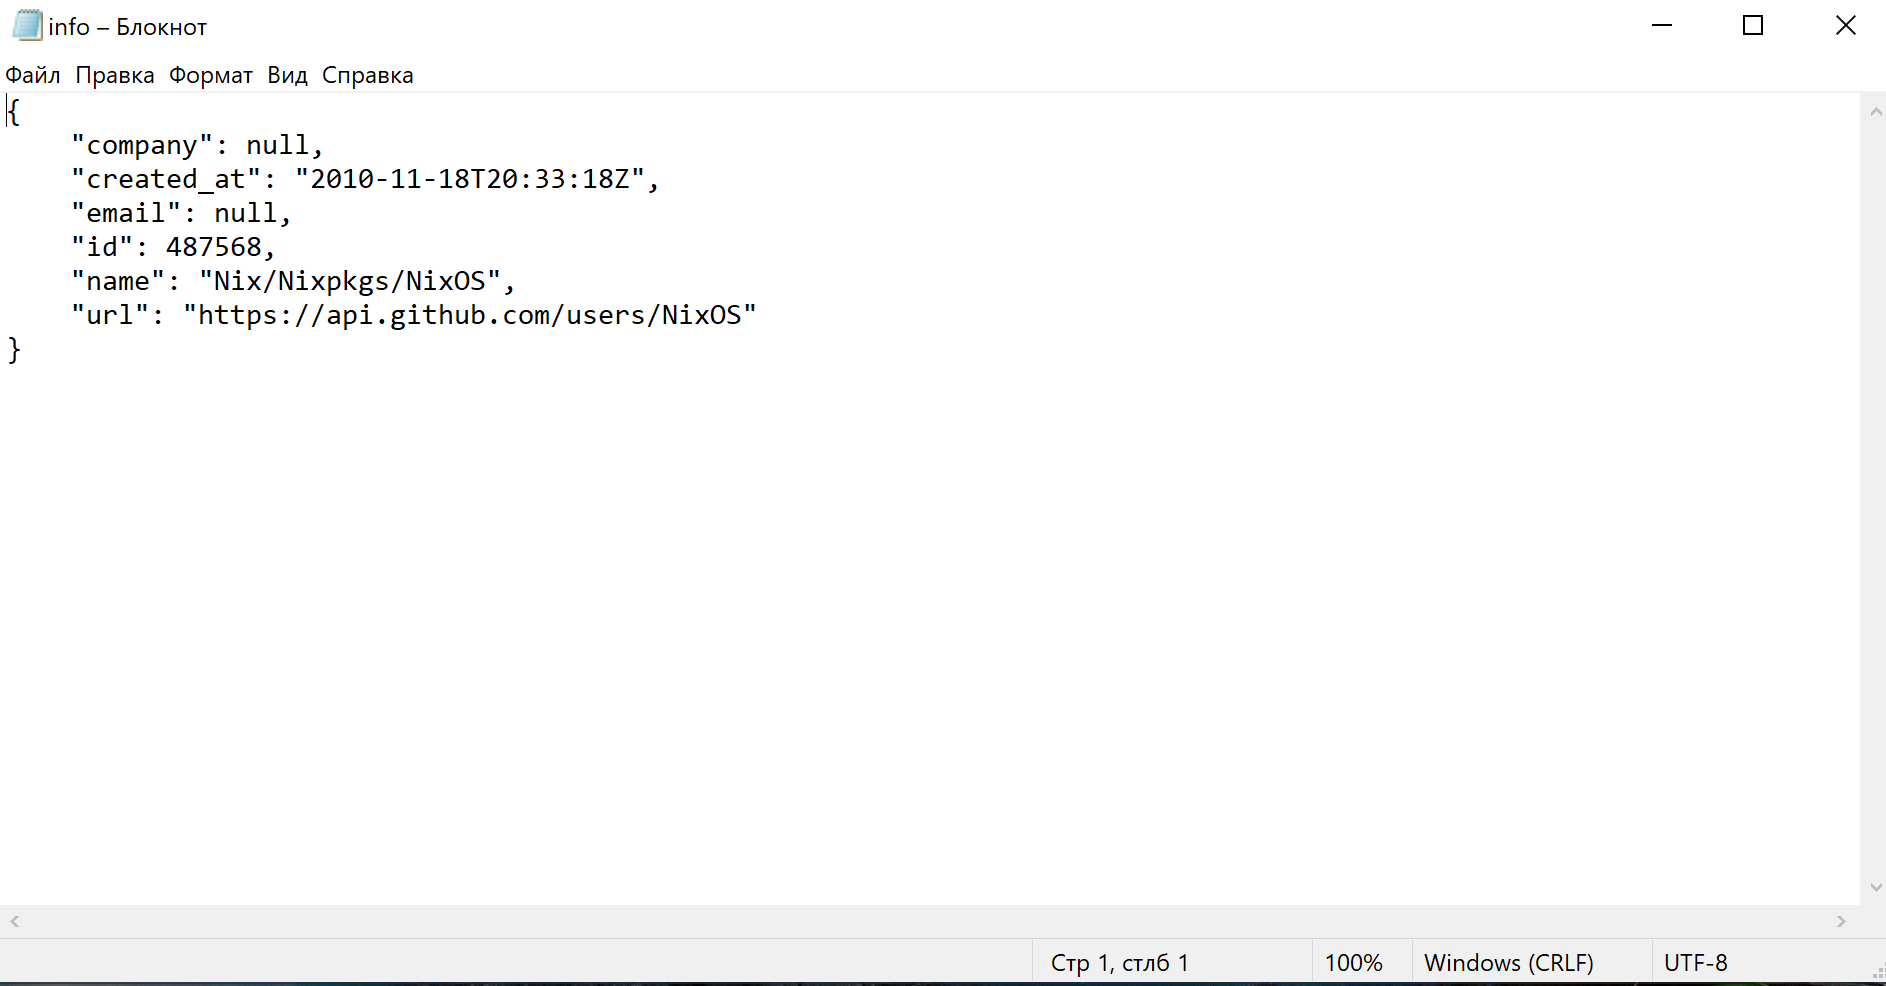 info – Блокнот
Файл Правка Формат Вид Справка
{
    "company": null,
    "created_at": "2010-11-18T20:33:18Z",
    "email": null,
    "id": 487568,
    "name": "Nix/Nixpkgs/NixOS",
    "url": "https://api.github.com/users/NixOS"
}
Стр 1, стлб 1 100% Windows (CRLF) UTF-8